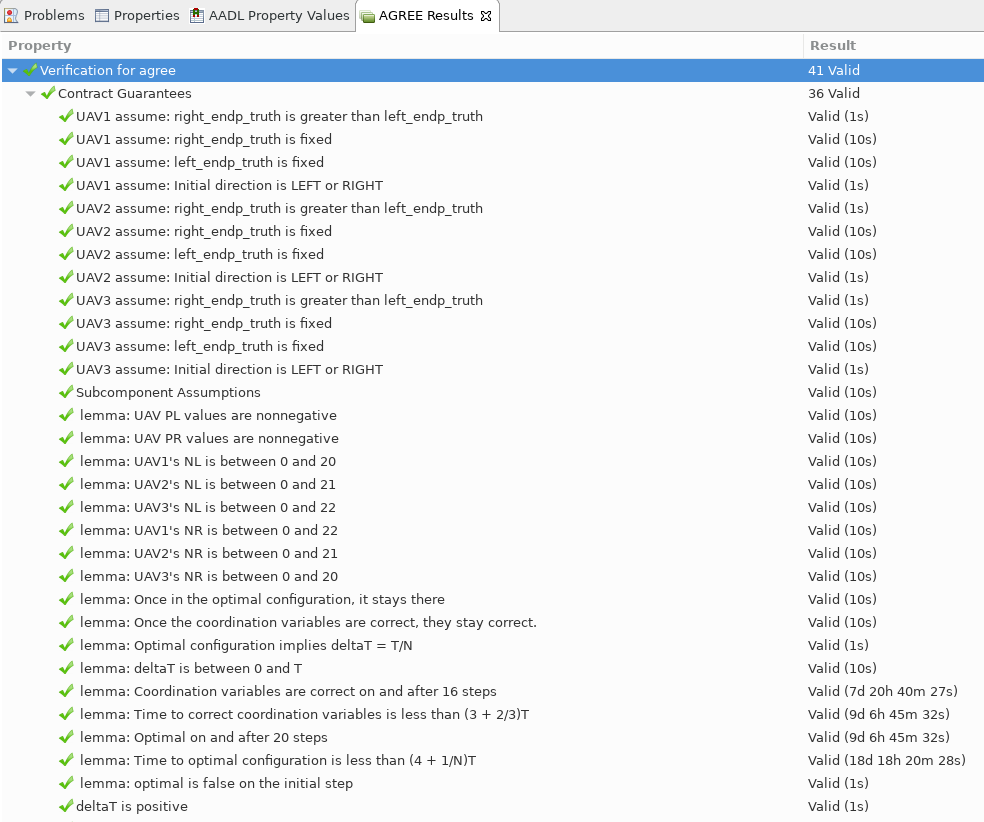 Problems Properties AADL Property Values AGREE Results
Property Result
Verification for agree 41 Valid
Contract Guarantees 36 Valid
UAV1 assume: right_endp_truth is greater than left_endp_truth Valid (1s)
UAV1 assume: right_endp_truth is fixed Valid (10s)
UAV1 assume: left_endp_truth is fixed Valid (10s)
UAV1 assume: Initial direction is LEFT or RIGHT Valid (1s)
UAV2 assume: right_endp_truth is greater than left_endp_truth Valid (1s)
UAV2 assume: right_endp_truth is fixed Valid (10s)
UAV2 assume: left_endp_truth is fixed Valid (10s)
UAV2 assume: Initial direction is LEFT or RIGHT Valid (1s)
UAV3 assume: right_endp_truth is greater than left_endp_truth Valid (1s)
UAV3 assume: right_endp_truth is fixed Valid (10s)
UAV3 assume: left_endp_truth is fixed Valid (10s)
UAV3 assume: Initial direction is LEFT or RIGHT Valid (1s)
Subcomponent Assumptions Valid (10s)
lemma: UAV PL values are nonnegative Valid (10s)
lemma: UAV PR values are nonnegative Valid (10s)
lemma: UAV1's NL is between 0 and 20 Valid (10s)
lemma: UAV2's NL is between 0 and 21 Valid (10s)
lemma: UAV3's NL is between 0 and 22 Valid (10s)
lemma: UAV1's NR is between 0 and 22 Valid (10s)
lemma: UAV2's NR is between 0 and 21 Valid (10s)
lemma: UAV3's NR is between 0 and 20 Valid (10s)
lemma: Once in the optimal configuration, it stays there Valid (10s)
lemma: Once the coordination variables are correct, they stay correct. Valid (10s)
lemma: Optimal configuration implies deltaT = T/N Valid (1s)
lemma: deltaT is between 0 and T Valid (10s)
lemma: Coordination variables are correct on and after 16 steps Valid (7d 20h 40m 27s)
lemma: Time to correct coordination variables is less than (3 + 2/3)T Valid (9d 6h 45m 32s)
lemma: Optimal on and after 20 steps Valid (9d 6h 45m 32s)
lemma: Time to optimal configuration is less than (4 + 1/N)T Valid (18d 18h 20m 28s)
lemma: optimal is false on the initial step Valid (1s)
deltaT is positive Valid (1s)